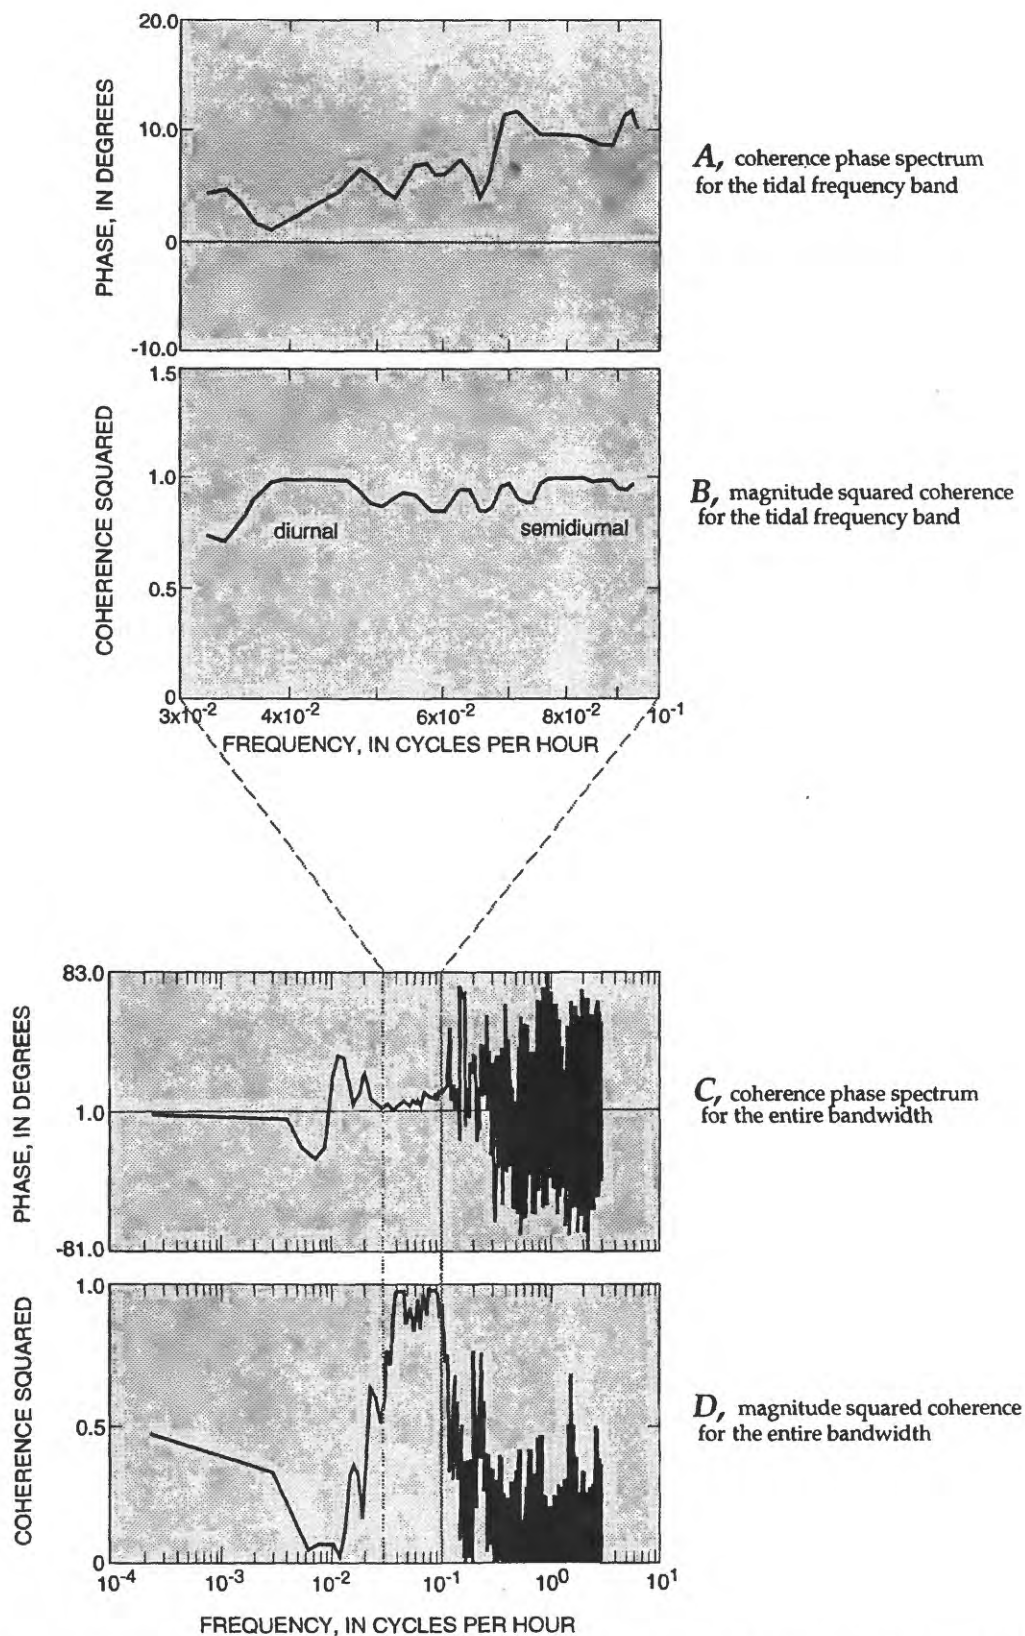 20.0
10.0
0
-10.0
PHASE, IN DEGREES
A, coherence phase spectrum
for the tidal frequency band
1.5
1.0
0.5
0
COHERENCE SQUARED
diurnal
semidiurnal
B, magnitude squared coherence
for the tidal frequency band
3x10⁻² 4x10⁻² 6x10⁻² 8x10⁻² 10⁻¹
FREQUENCY, IN CYCLES PER HOUR
83.0
1.0
-81.0
PHASE, IN DEGREES
C, coherence phase spectrum
for the entire bandwidth
1.0
0.5
0
COHERENCE SQUARED
D, magnitude squared coherence
for the entire bandwidth
10⁻⁴ 10⁻³ 10⁻² 10⁻¹ 10⁰ 10¹
FREQUENCY, IN CYCLES PER HOUR